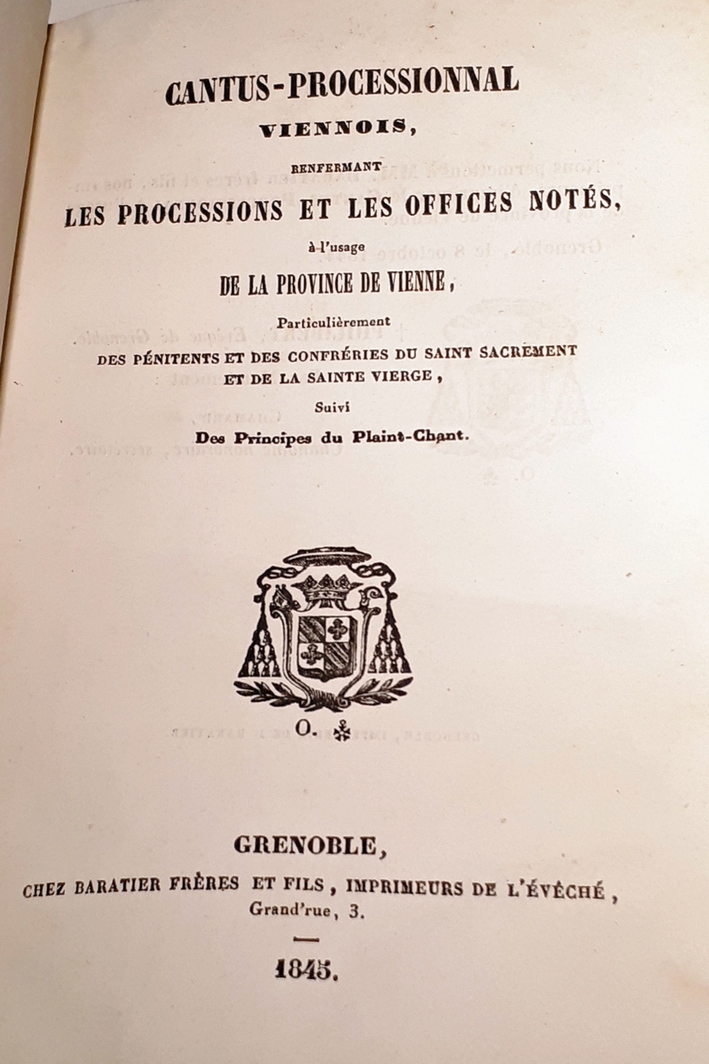 CANTUS-PROCESSIONNAL
VIENNOIS,
RENFERMANT
LES PROCESSIONS ET LES OFFICES NOTÉS,
à l'usage
DE LA PROVINCE DE VIENNE,
Particulièrement
DES PÉNITENTS ET DES CONFRÉRIES DU SAINT SACREMENT
ET DE LA SAINTE VIERGE,
Suivi
Des Principes du Plaint-Chant.
O.
GRENOBLE,
CHEZ BARATIER FRÈRES ET FILS, IMPRIMEURS DE L'ÉVÊCHÉ,
Grand'rue, 3.
1845.